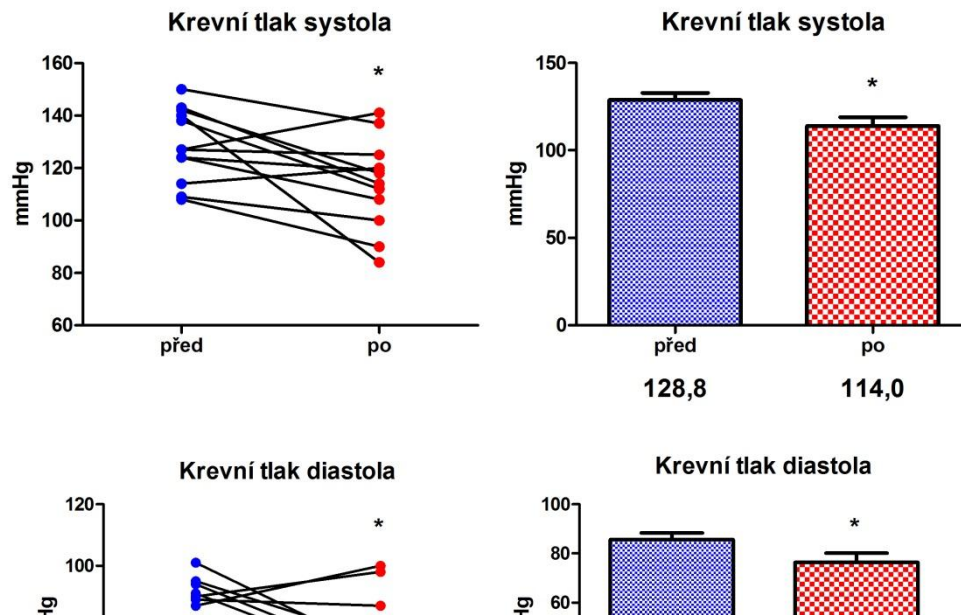 Krevní tlak systola
160
140
120
100
80
60
mmHg
*
před
po
Krevní tlak systola
150
100
50
0
mmHg
*
před
po
128,8
114,0
Krevní tlak diastola
120
100
*
Krevní tlak diastola
100
80
60
*